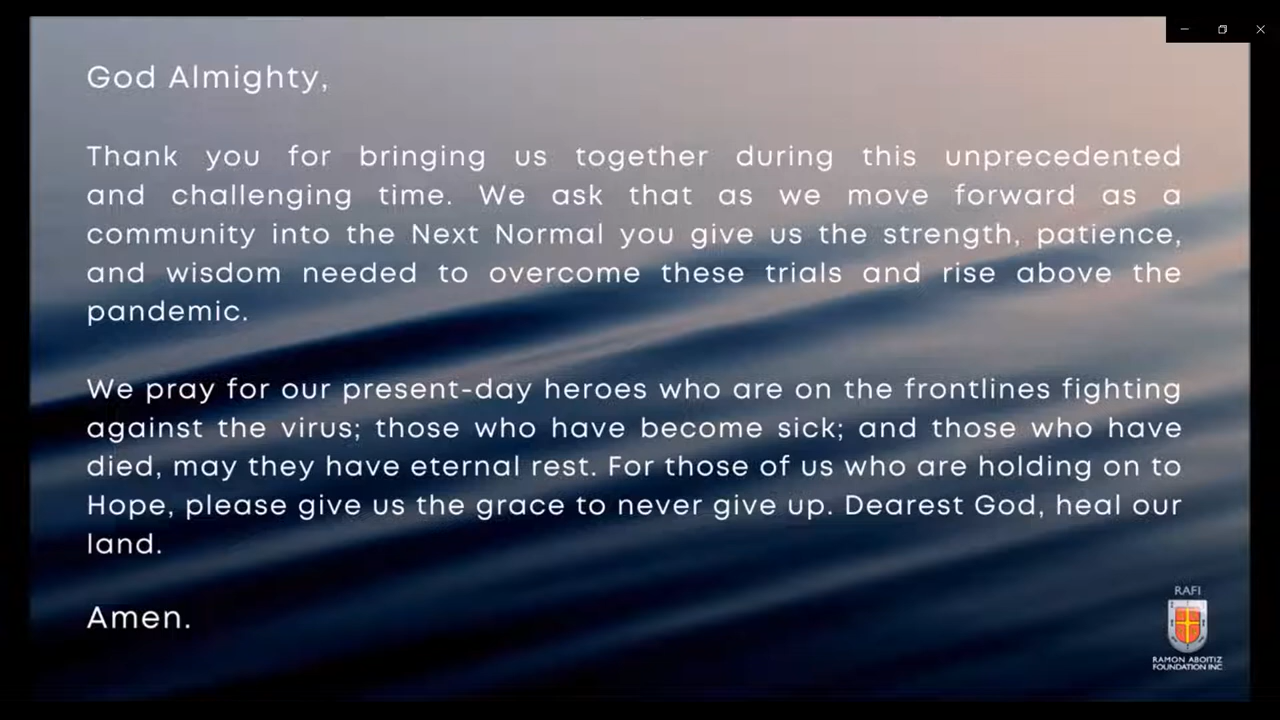 God Almighty,
Thank you for bringing us together during this unprecedented
and challenging time. We ask that as we move forward as a
community into the Next Normal you give us the strength, patience,
and wisdom needed to overcome these trials and rise above the
pandemic.
We pray for our present-day heroes who are on the frontlines fighting
against the virus; those who have become sick; and those who have
died, may they have eternal rest. For those of us who are holding on to
Hope, please give us the grace to never give up. Dearest God, heal our
land.
Amen.
RAFI
RAMON ABOITIZ
FOUNDATION INC